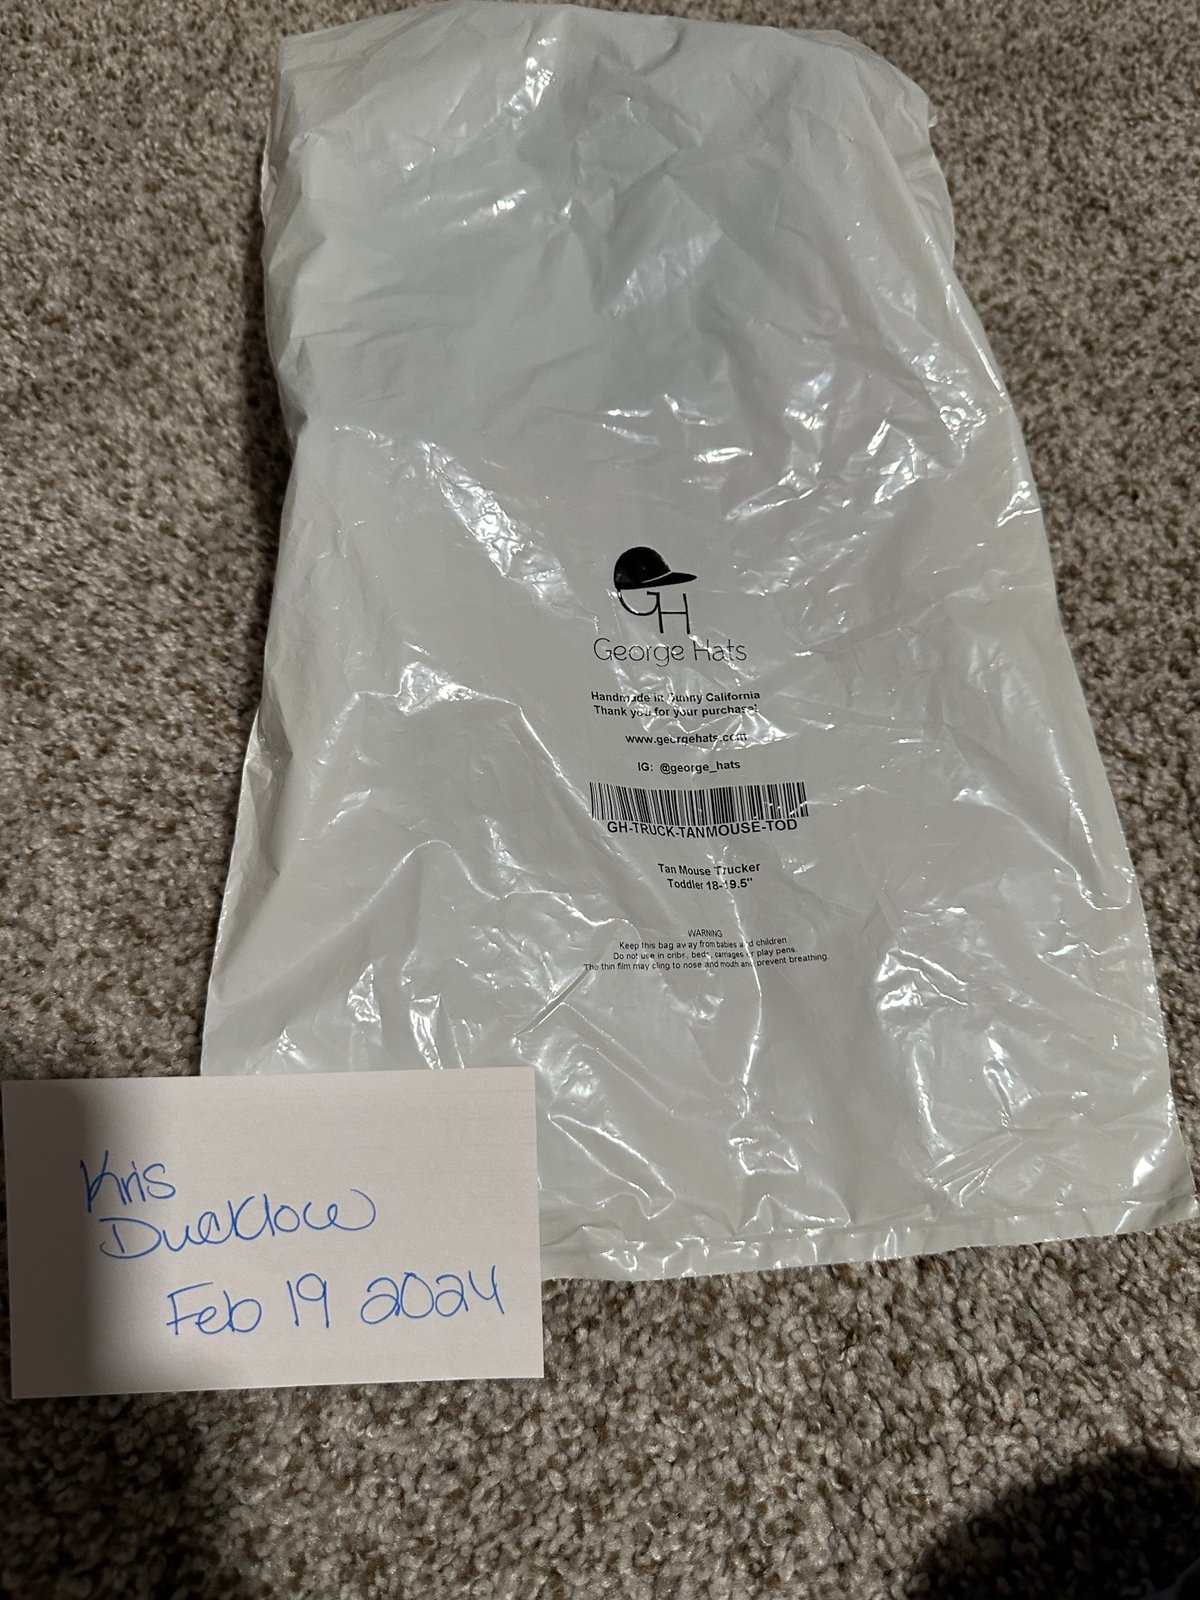 GH
George Hats
Handmade in Sunny California
Thank you for your purchase!
www.georgehats.com
IG: @george_hats
GH-TRUCK-TANMOUSE-TOD
Tan Mouse Trucker
Toddler 18-19.5"
WARNING
Keep this bag away from babies and children
Do not use in cribs, beds, carriages or play pens
The thin film may cling to nose and mouth and prevent breathing.
Kris
Ducklow
Feb 19 2024